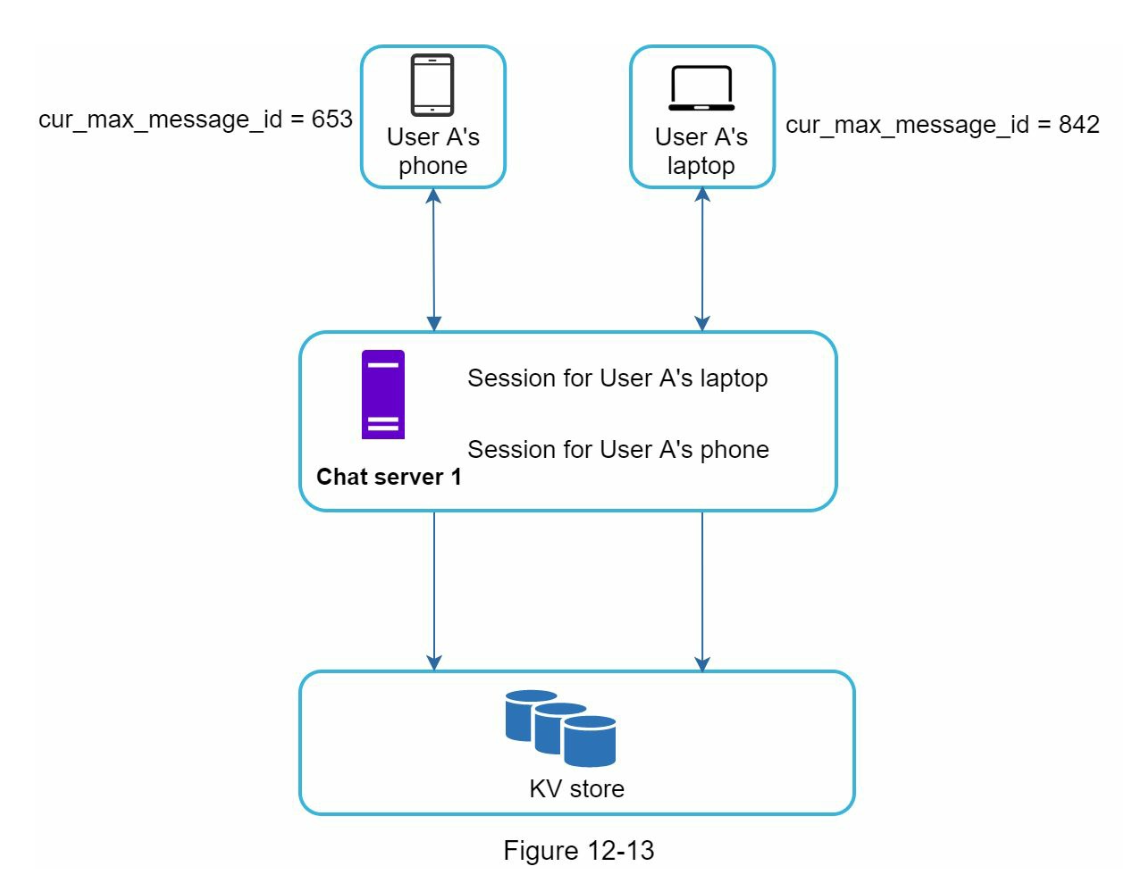 cur_max_message_id = 653
User A's
phone
User A's
laptop
cur_max_message_id = 842
Session for User A's laptop
Session for User A's phone
Chat server 1
KV store
Figure 12-13